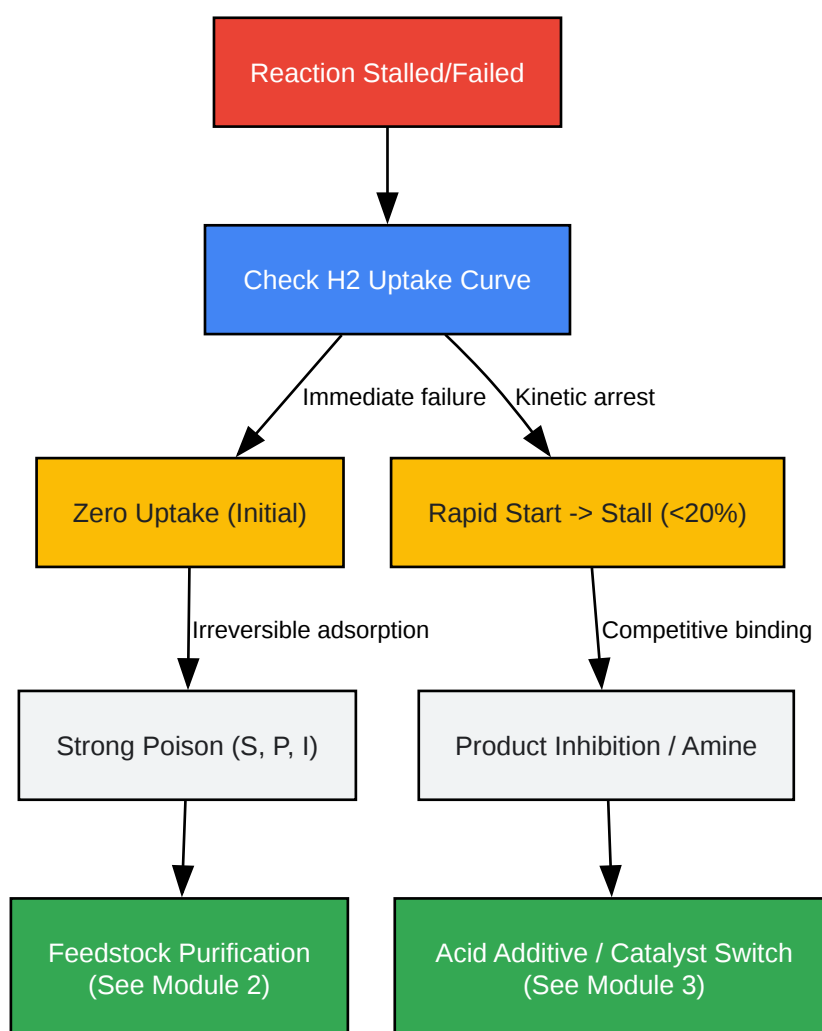 Reaction Stalled/Failed
Check H2 Uptake Curve
Immediate failure
Kinetic arrest
Zero Uptake (Initial)
Rapid Start -> Stall (<20%)
Irreversible adsorption
Competitive binding
Strong Poison (S, P, I)
Product Inhibition / Amine
Feedstock Purification
(See Module 2)
Acid Additive / Catalyst Switch
(See Module 3)